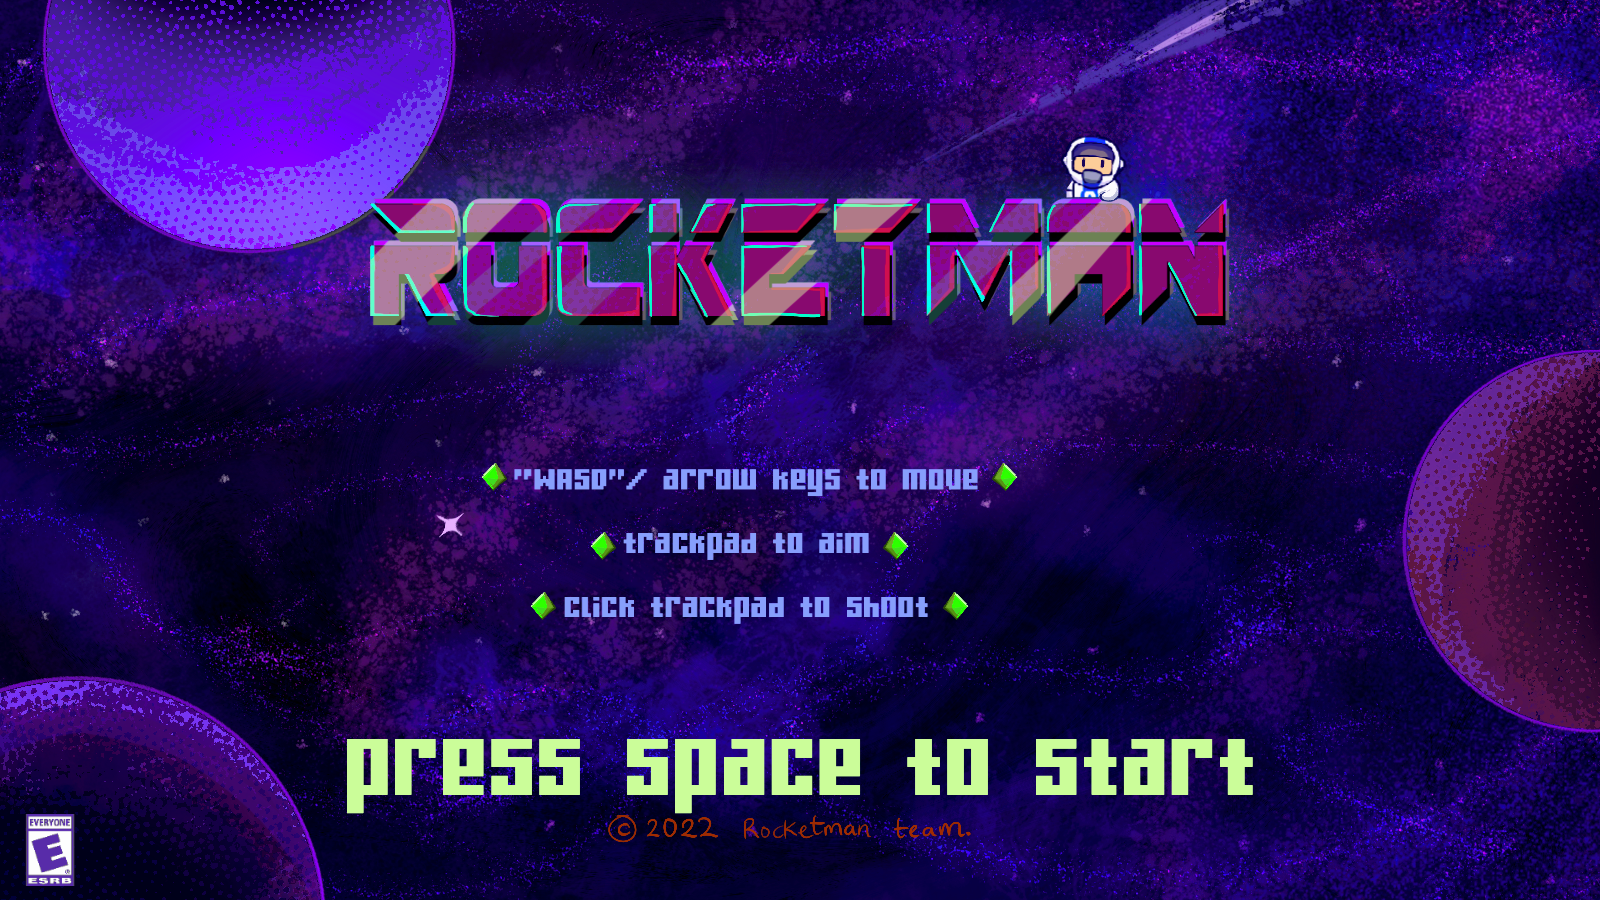 ROCKETMAN
"WASD"/ arrow keys to move
trackpad to aim
click trackpad to shoot
press space to start
© 2022 Rocketman team.
EVERYONE
E
ESRB